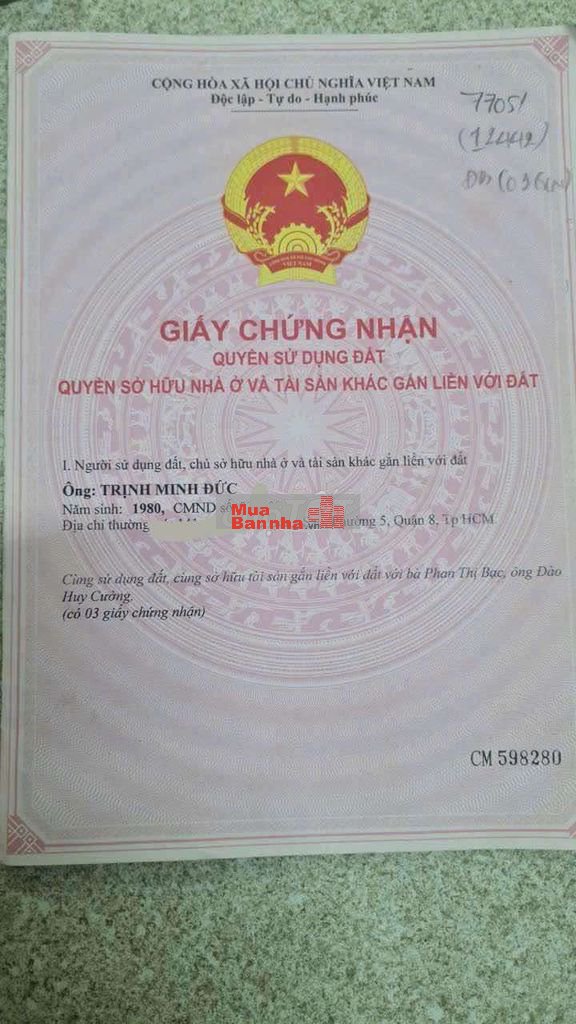 CỘNG HÒA XÃ HỘI CHỦ NGHĨA VIỆT NAM
Độc lập - Tự do - Hạnh phúc
77051
(12442)
GIẤY CHỨNG NHẬN
QUYỀN SỬ DỤNG ĐẤT
QUYỀN SỞ HỮU NHÀ Ở VÀ TÀI SẢN KHÁC GẮN LIỀN VỚI ĐẤT
I. Người sử dụng đất, chủ sở hữu nhà ở và tài sản khác gắn liền với đất
Ông: TRỊNH MINH ĐỨC
Năm sinh: 1980, CMND số
Địa chỉ thường Phường 5, Quận 8, Tp HCM.
Mua
Bannha.vn
Cùng sử dụng đất, cùng sở hữu tài sản gắn liền với đất với bà Phan Thị Bạc, ông Đào
Huy Cường.
(có 03 giấy chứng nhận)
CM 598280